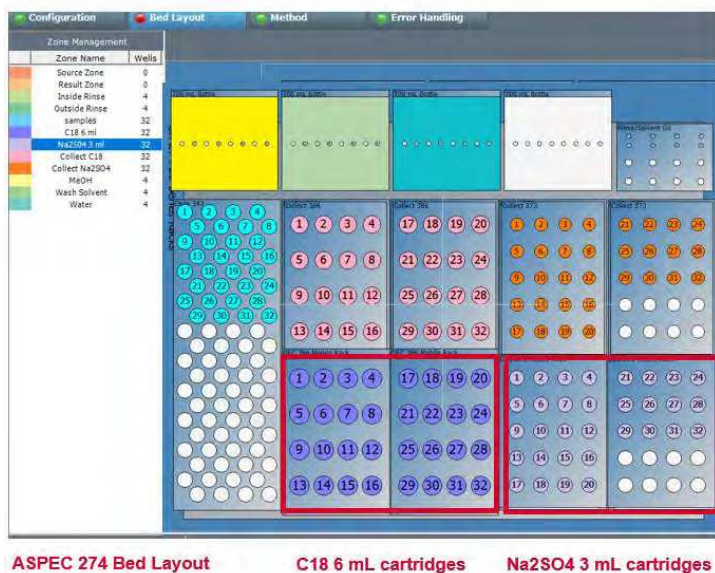 Configuration
Bed Layout
Method
Error Handling
Zone Management
Zone Name Wells
Source Zone 0
Result Zone 0
Inside Rinse 4
Outside Rinse 4
samples 32
C18 6 ml 32
Na2SO4 3 ml 32
Collect C18 32
Collect Na2SO4 32
MeOH 4
Wash Solvent 4
Water 4
700 mL Bottle 700 mL Bottle 700 mL Bottle 700 mL Bottle
Collect 386 Collect 386 Collect 373 Collect 373
1 2 3 4
5 6 7 8
9 10 11 12
13 14 15 16
17 18 19 20
21 22 23 24
25 26 27 28
29 30 31 32
1 2 3 4 17 18 19 20
5 6 7 8 21 22 23 24
9 10 11 12 25 26 27 28
13 14 15 16 29 30 31 32
1 2 3 4 21 22 23 24
5 6 7 8 25 26 27 28
9 10 11 12 29 30 31 32
13 14 15 16
17 18 19 20
1 2 3 4 17 18 19 20
5 6 7 8 21 22 23 24
9 10 11 12 25 26 27 28
13 14 15 16 29 30 31 32
1 2 3 4 21 22 23 24
5 6 7 8 25 26 27 28
9 10 11 12 29 30 31 32
13 14 15 16
17 18 19 20
ASPEC 274 Bed Layout
C18 6 mL cartridges
Na2SO4 3 mL cartridges